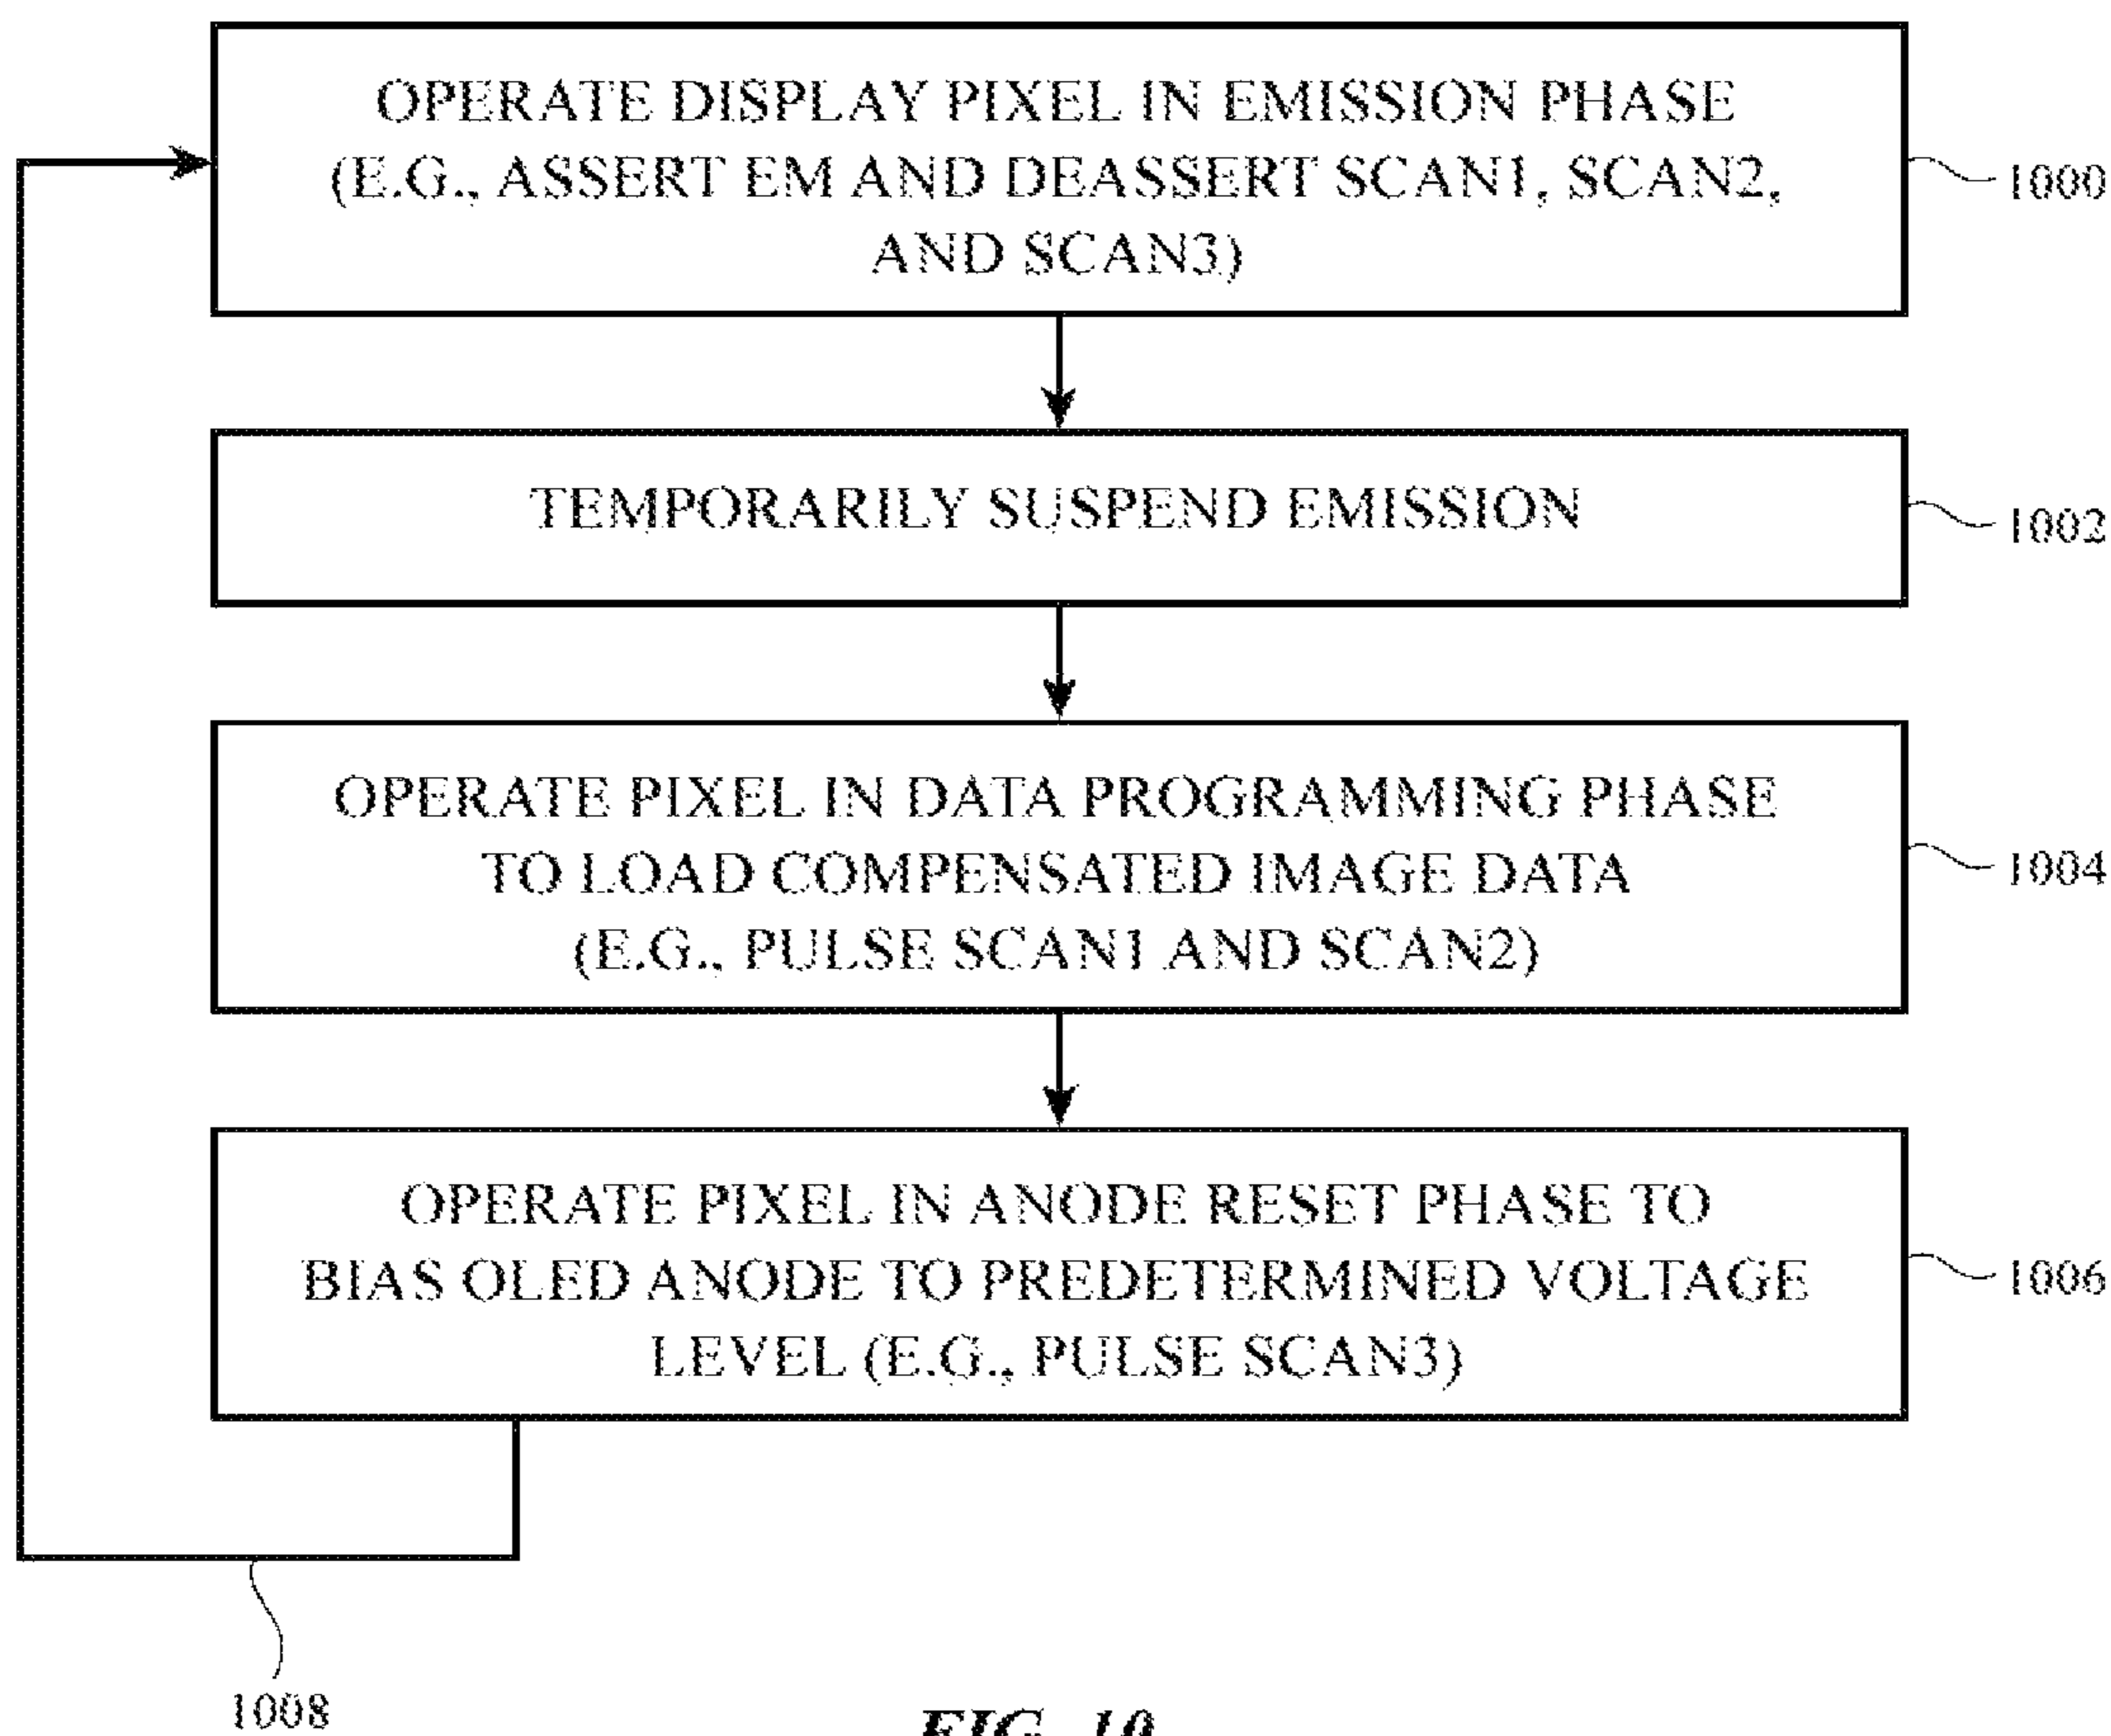 OPERATE DISPLAY PIXEL IN EMISSION PHASE
(E.G., ASSERT EM AND DEASSERT SCAN1, SCAN2,
AND SCAN3)
1000
TEMPORARILY SUSPEND EMISSION
1002
OPERATE PIXEL IN DATA PROGRAMMING PHASE
TO LOAD COMPENSATED IMAGE DATA
(E.G., PULSE SCAN1 AND SCAN2)
1004
OPERATE PIXEL IN ANODE RESET PHASE TO
BIAS OLED ANODE TO PREDETERMINED VOLTAGE
LEVEL (E.G., PULSE SCAN3)
1006
1008
FIG. 10